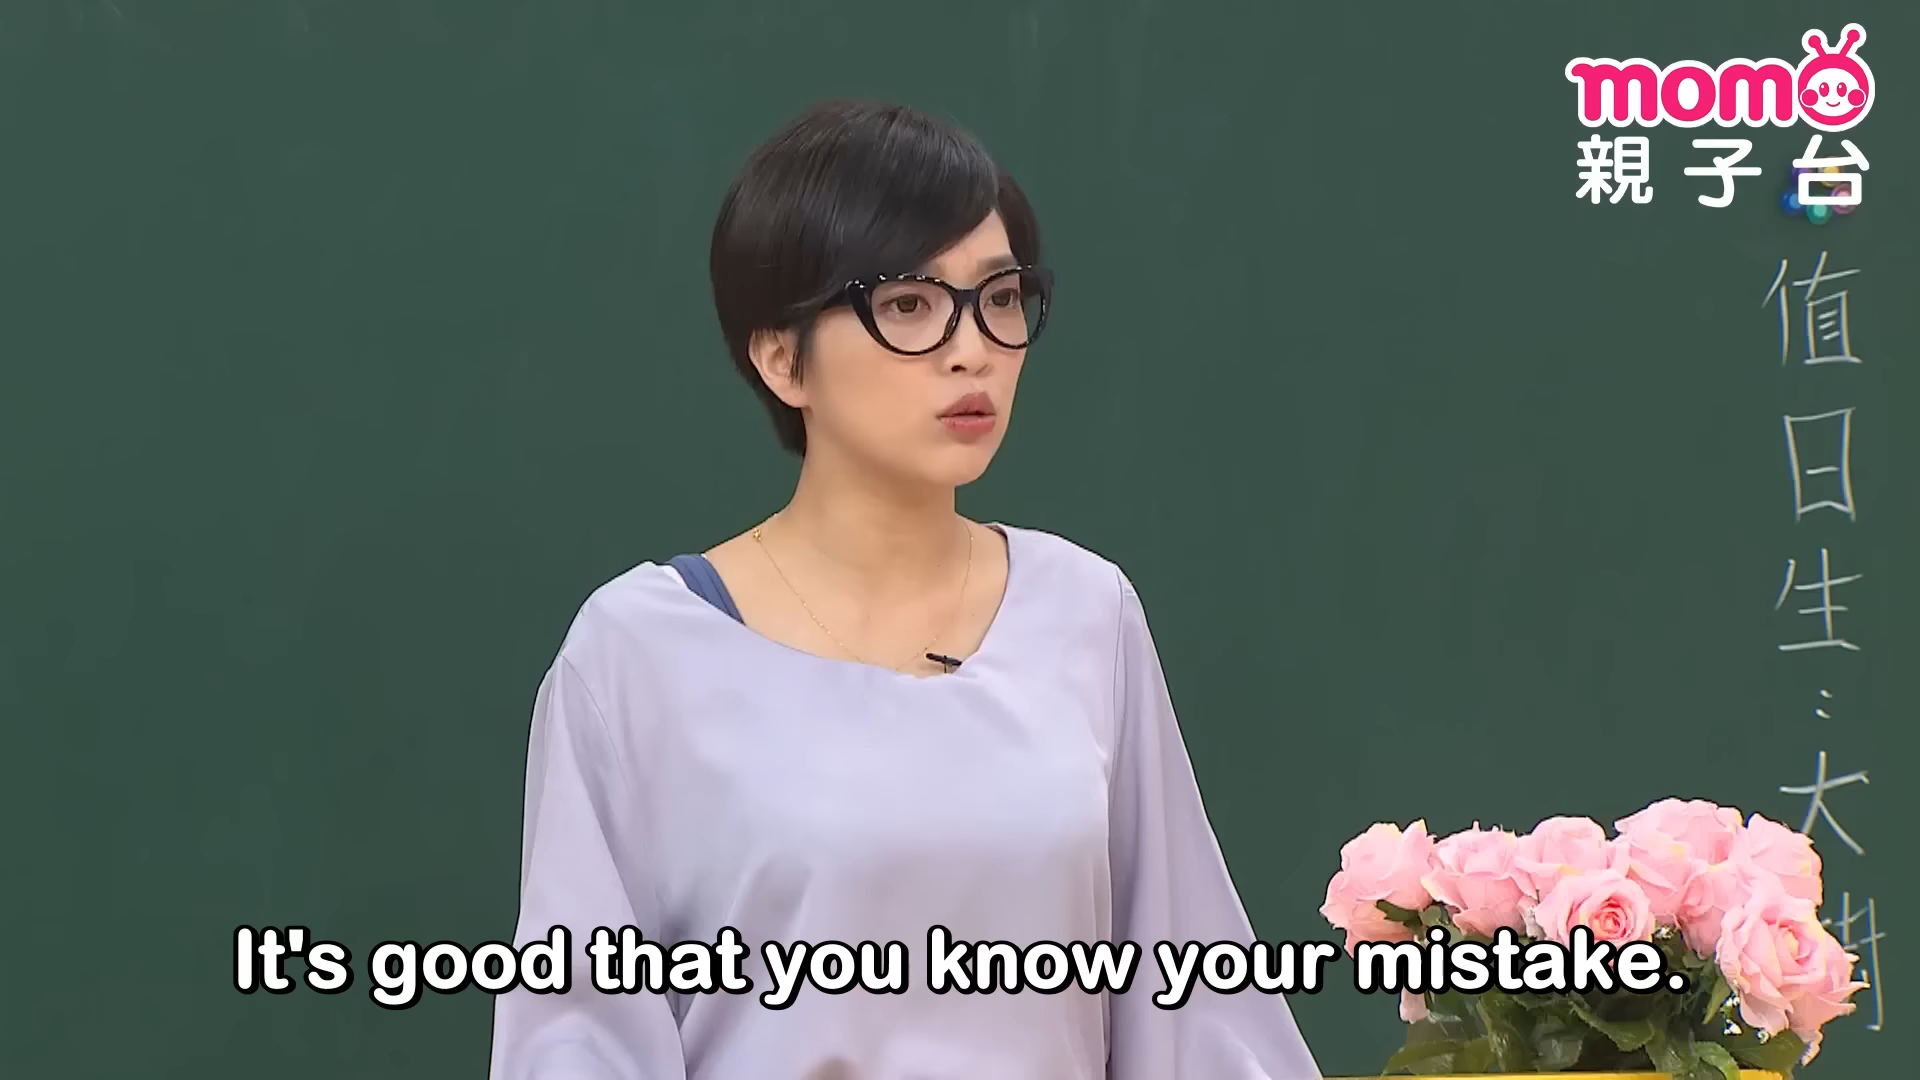 momo
親子台
值日生：大樹
It's good that you know your mistake.